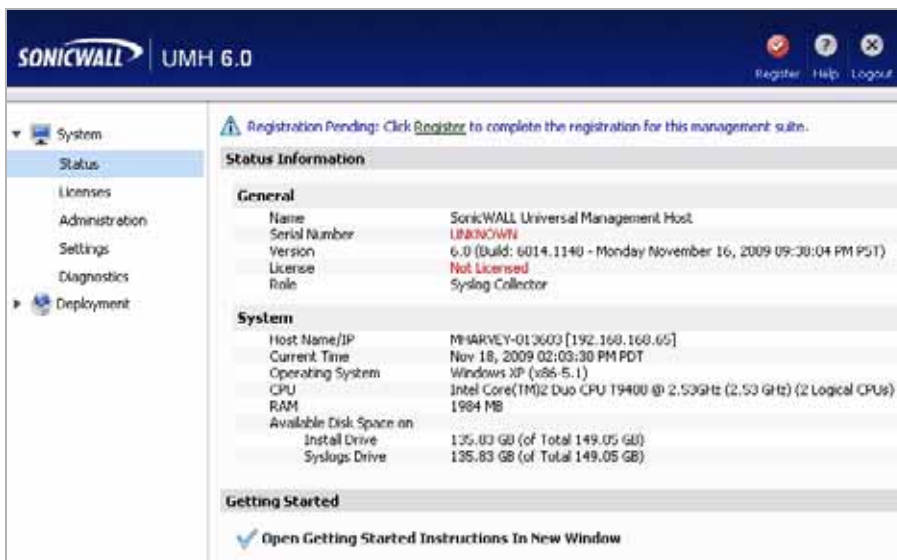 SONICWALL UMH 6.0
Register Help Logout
System
Status
Licenses
Administration
Settings
Diagnostics
Deployment
Registration Pending: Click Register to complete the registration for this management suite.
Status Information
General
Name SonicWALL Universal Management Host
Serial Number UNKNOWN
Version 6.0 (Build: 6014.1140 - Monday November 16, 2009 09:30:04 PM PST)
License Not Licensed
Role Syslog Collector
System
Host Name/IP MHARVEY-013603 [192.168.168.65]
Current Time Nov 18, 2009 02:03:30 PM PDT
Operating System Windows XP (x86-5.1)
CPU Intel Core(TM)2 Duo CPU T9400 @ 2.53GHz (2.53 GHz) (2 Logical CPUs)
RAM 1984 MB
Available Disk Space on
Install Drive 135.83 GB (of Total 149.05 GB)
Syslogs Drive 135.83 GB (of Total 149.05 GB)
Getting Started
Open Getting Started Instructions In New Window